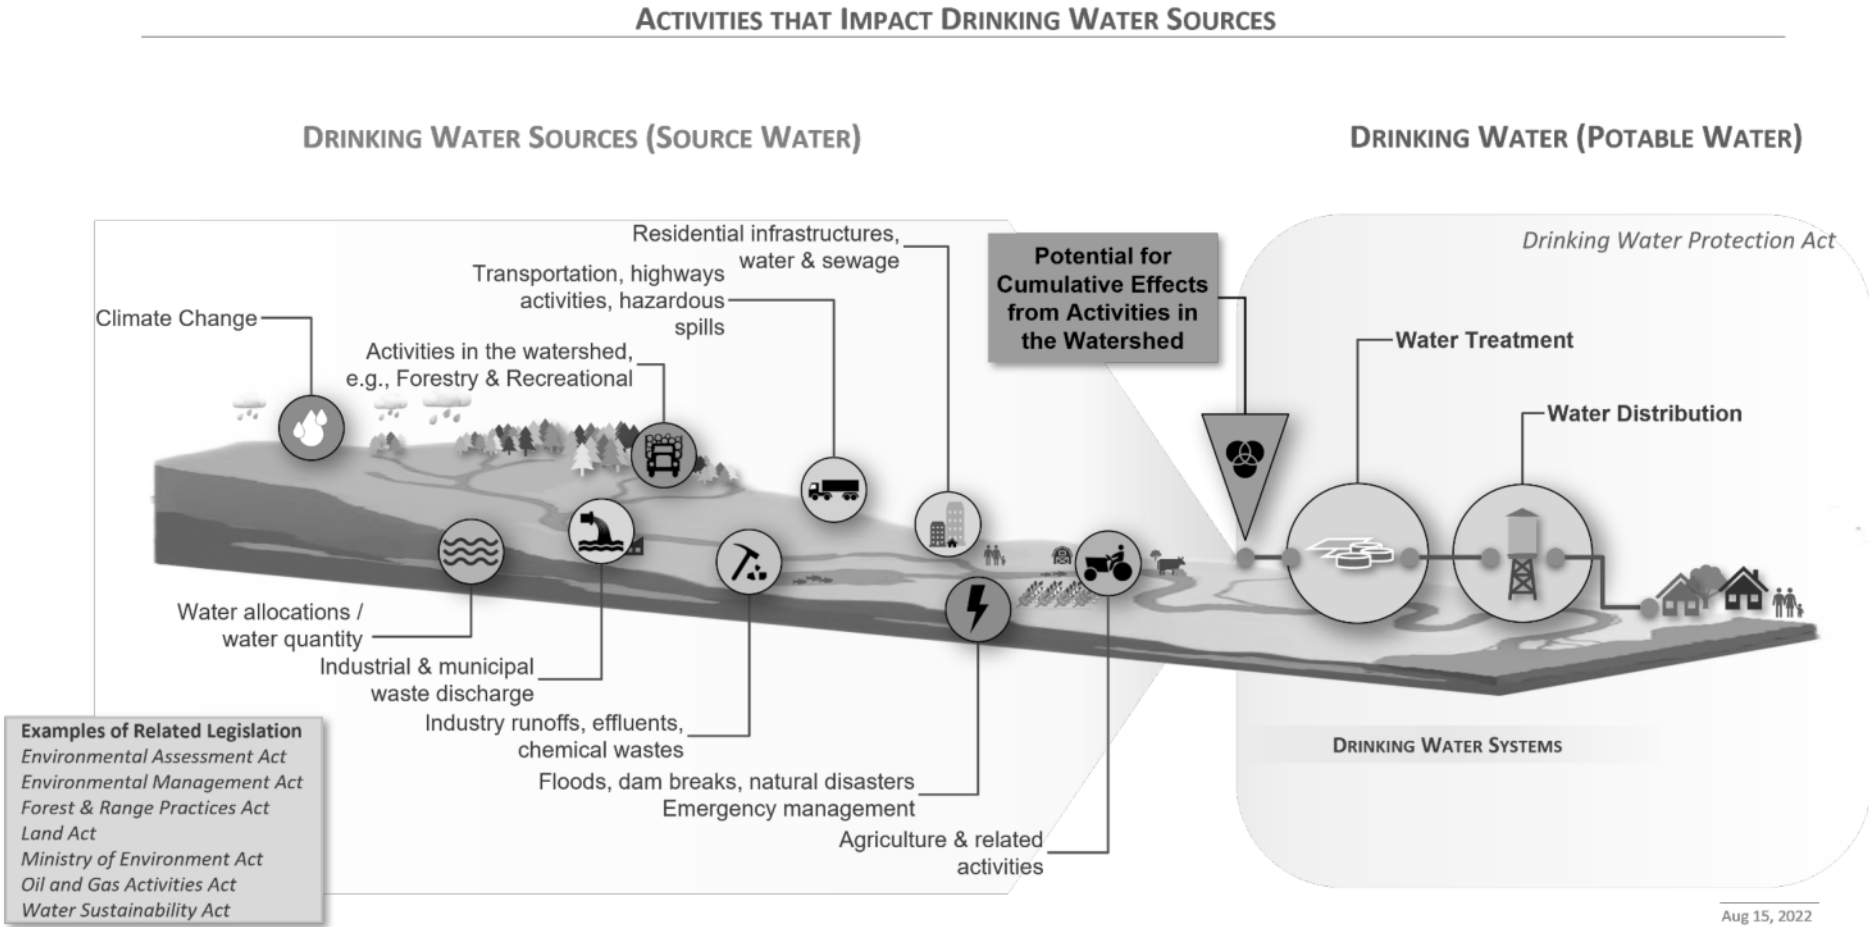 ACTIVITIES THAT IMPACT DRINKING WATER SOURCES
DRINKING WATER SOURCES (SOURCE WATER)
DRINKING WATER (POTABLE WATER)
Drinking Water Protection Act
Residential infrastructures,
water & sewage
Transportation, highways
activities, hazardous
spills
Climate Change
Activities in the watershed,
e.g., Forestry & Recreational
Potential for
Cumulative Effects
from Activities in
the Watershed
Water Treatment
Water Distribution
Water allocations /
water quantity
Industrial & municipal
waste discharge
Industry runoffs, effluents,
chemical wastes
Floods, dam breaks, natural disasters
Emergency management
Agriculture & related
activities
DRINKING WATER SYSTEMS
Examples of Related Legislation
Environmental Assessment Act
Environmental Management Act
Forest & Range Practices Act
Land Act
Ministry of Environment Act
Oil and Gas Activities Act
Water Sustainability Act
Aug 15, 2022